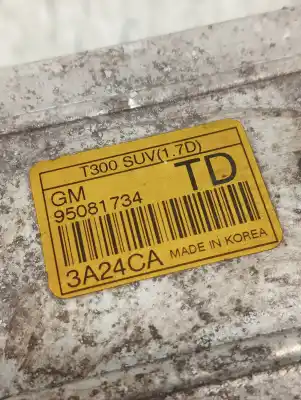 T300 SUV(1.7D)
GM TD
95081734
3A24CA MADE IN KOREA